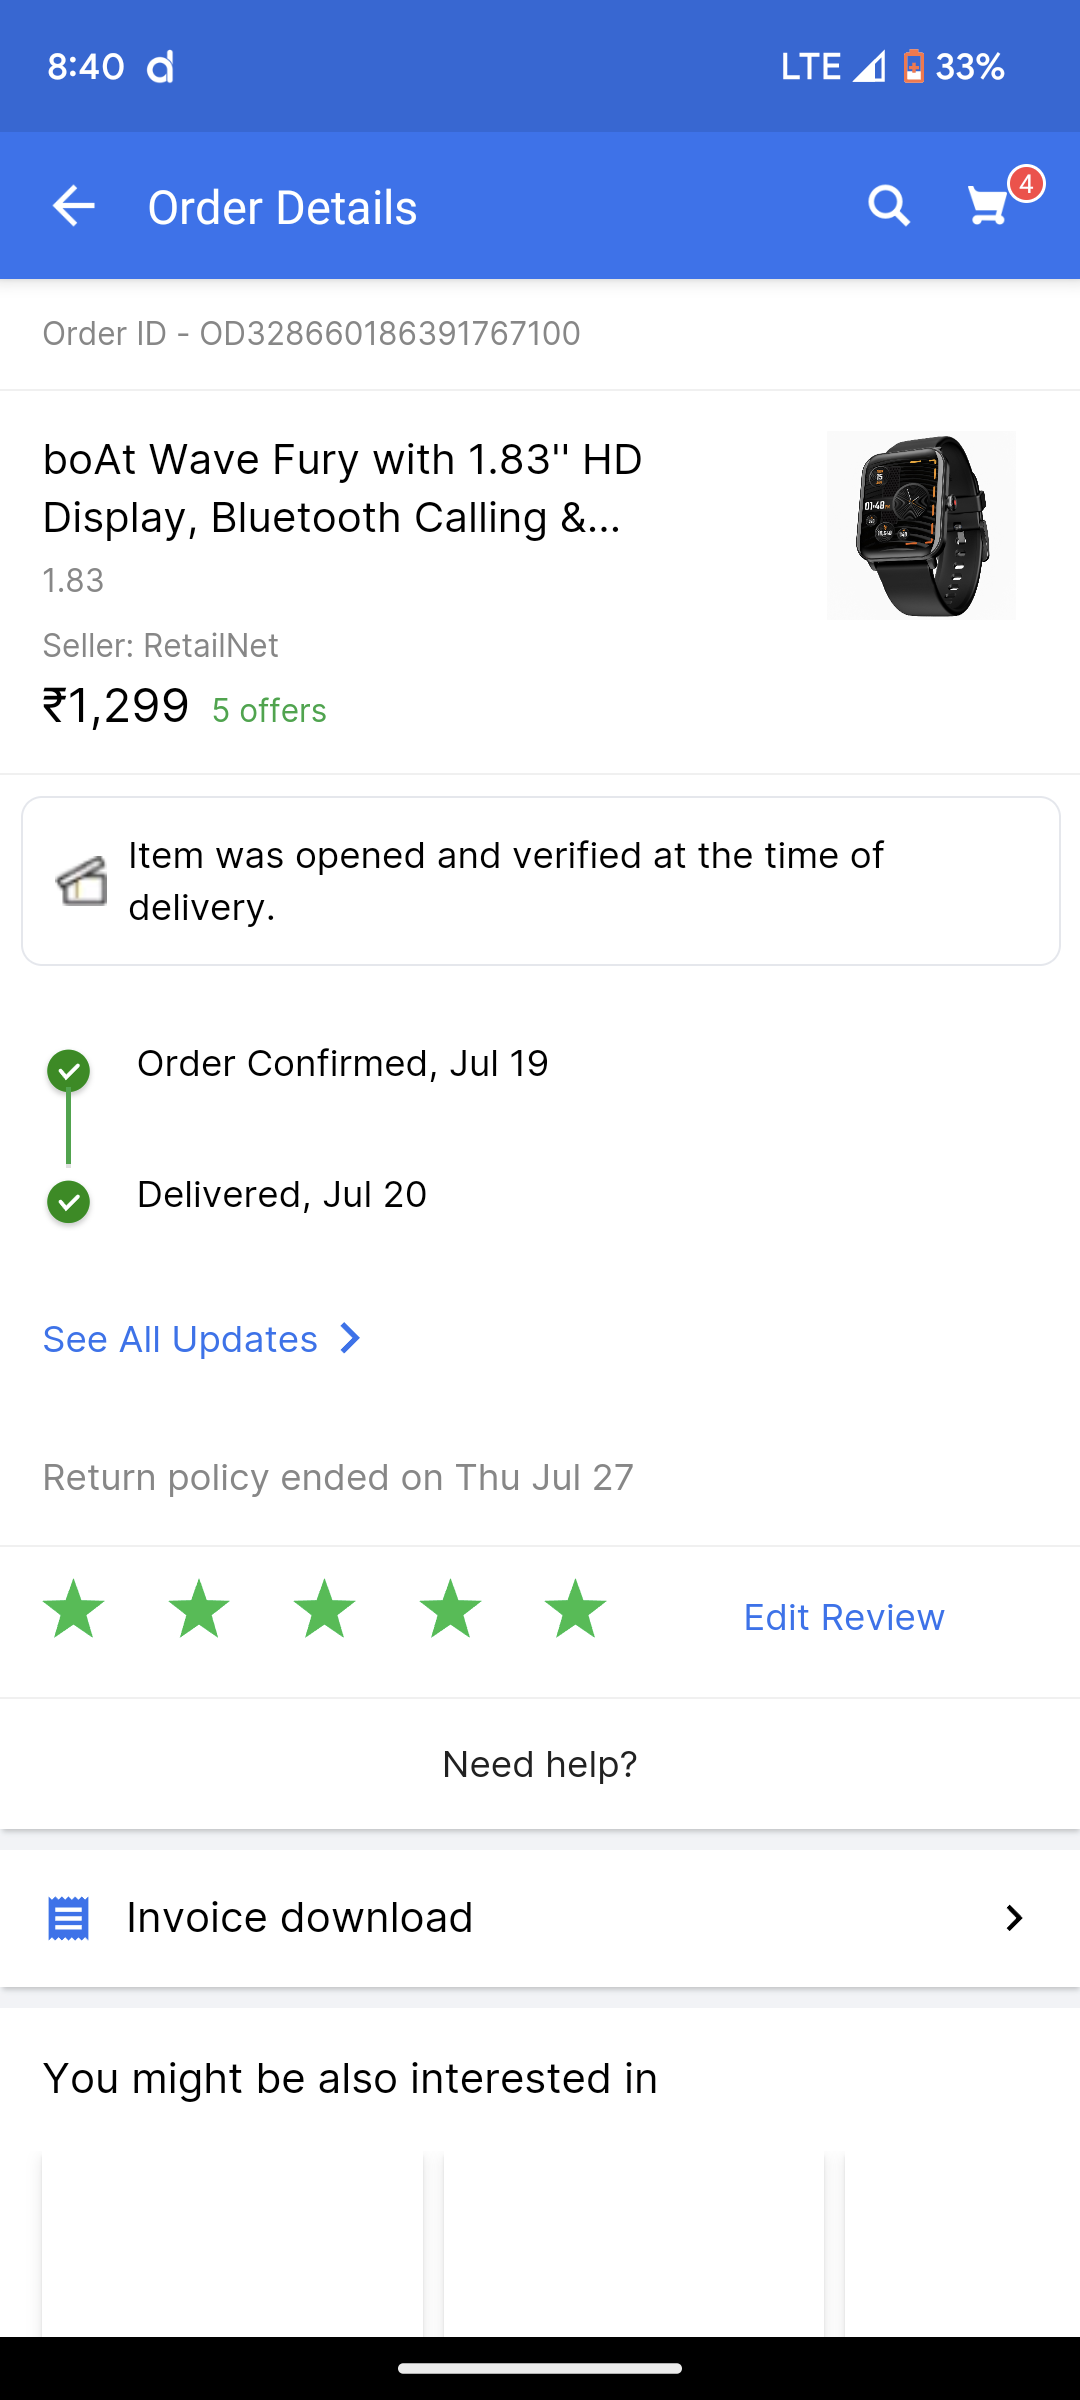 8:40 d LTE 33%
Order Details 4
Order ID - OD328660186391767100
boAt Wave Fury with 1.83'' HD
Display, Bluetooth Calling &...
1.83
Seller: RetailNet
₹1,299 5 offers
Item was opened and verified at the time of
delivery.
Order Confirmed, Jul 19
Delivered, Jul 20
See All Updates
Return policy ended on Thu Jul 27
Edit Review
Need help?
Invoice download
You might be also interested in